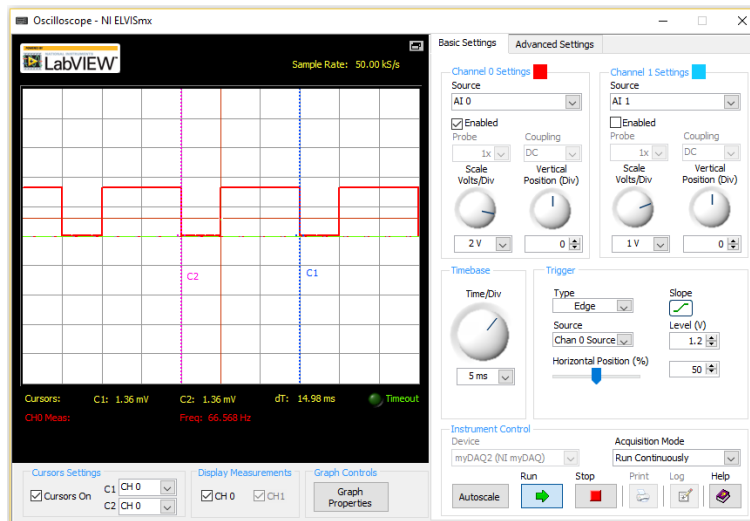 Oscilloscope - NI ELVISmx
LabVIEW™
Sample Rate: 50.00 kS/s
C2
C1
Cursors: C1: 1.36 mV C2: 1.36 mV dT: 14.98 ms Timeout
CH0 Meas: Freq: 66.568 Hz
Cursors Settings
Cursors On
C1 CH 0
C2 CH 0
Display Measurements
CH 0 CH1
Graph Controls
Graph
Properties
Basic Settings Advanced Settings
Channel 0 Settings
Source
AI 0
Enabled
Probe Coupling
1x DC
Scale Vertical
Volts/Div Position (Div)
2 V 0
Channel 1 Settings
Source
AI 1
Enabled
Probe Coupling
1x DC
Scale Vertical
Volts/Div Position (Div)
1 V 0
Timebase
Time/Div
5 ms
Trigger
Type Slope
Edge
Source Level (V)
Chan 0 Source 1.2
Horizontal Position (%)
50
Instrument Control
Device Acquisition Mode
myDAQ2 (NI myDAQ) Run Continuously
Run Stop Print Log Help
Autoscale